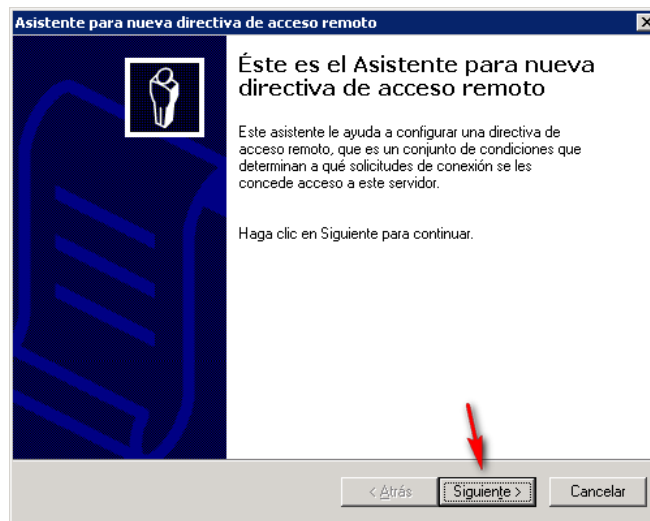 Asistente para nueva directiva de acceso remoto
Éste es el Asistente para nueva
directiva de acceso remoto
Este asistente le ayuda a configurar una directiva de
acceso remoto, que es un conjunto de condiciones que
determinan a qué solicitudes de conexión se les
concede acceso a este servidor.
Haga clic en Siguiente para continuar.
< Atrás Siguiente > Cancelar